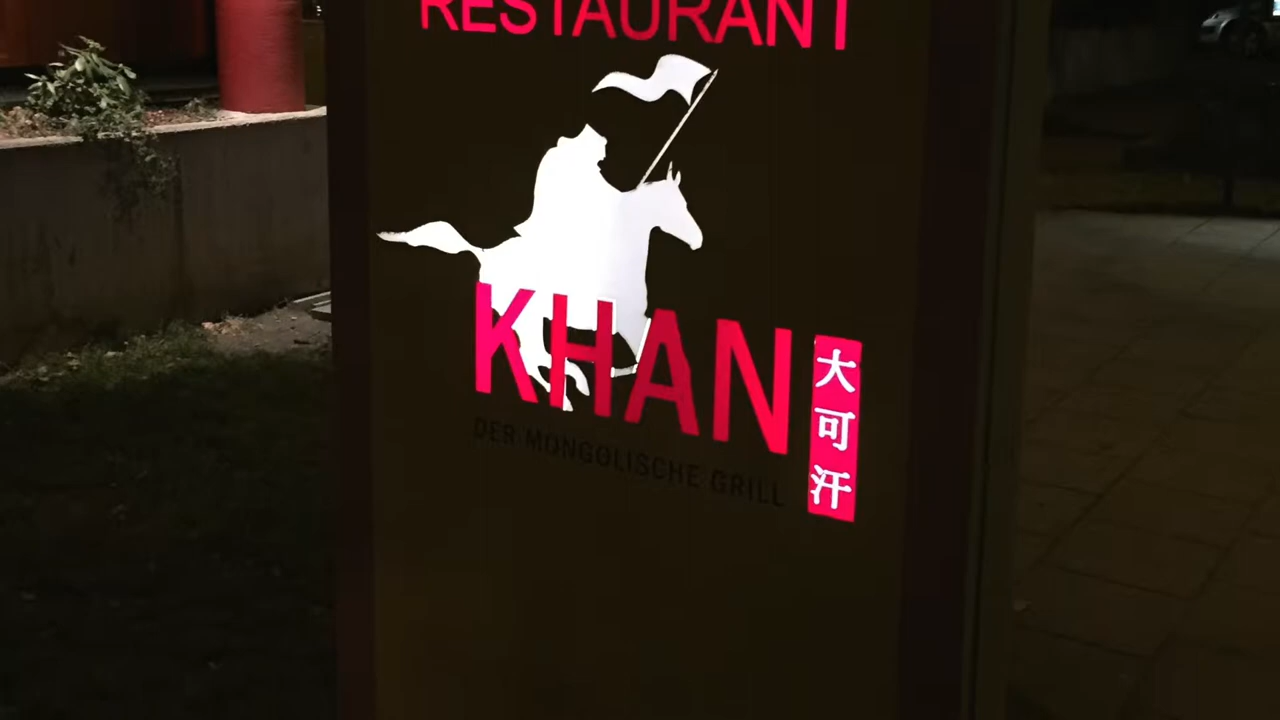 RESTAURANT
KHAN
大可汗
DER MONGOLISCHE GRILL